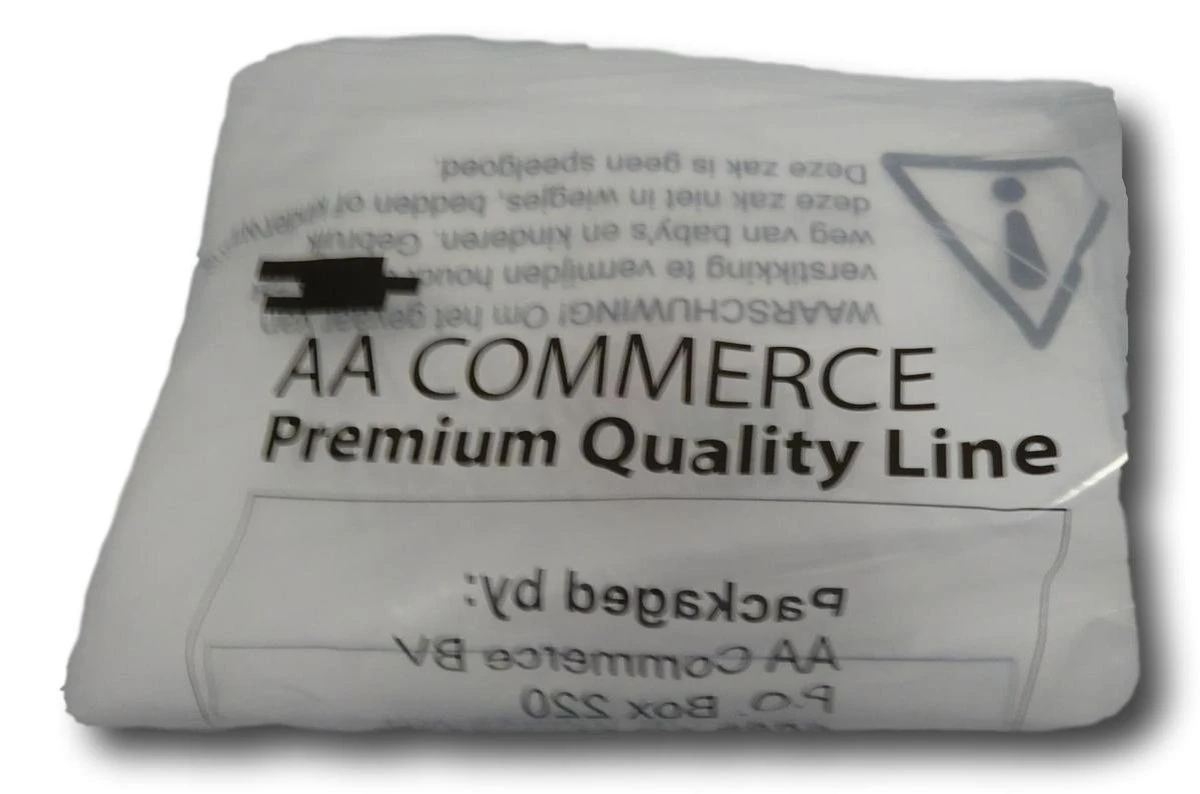 Deze zak is geen speelgoed.
deze zak niet in wiegjes, bedden of
weg van baby's en kinderen. Gebruik
verstikking te vermijden
WAARSCHUWING! Om het gevaar van
AA COMMERCE
Premium Quality Line
Packaged by:
AA Commerce BV
P.O. Box 220